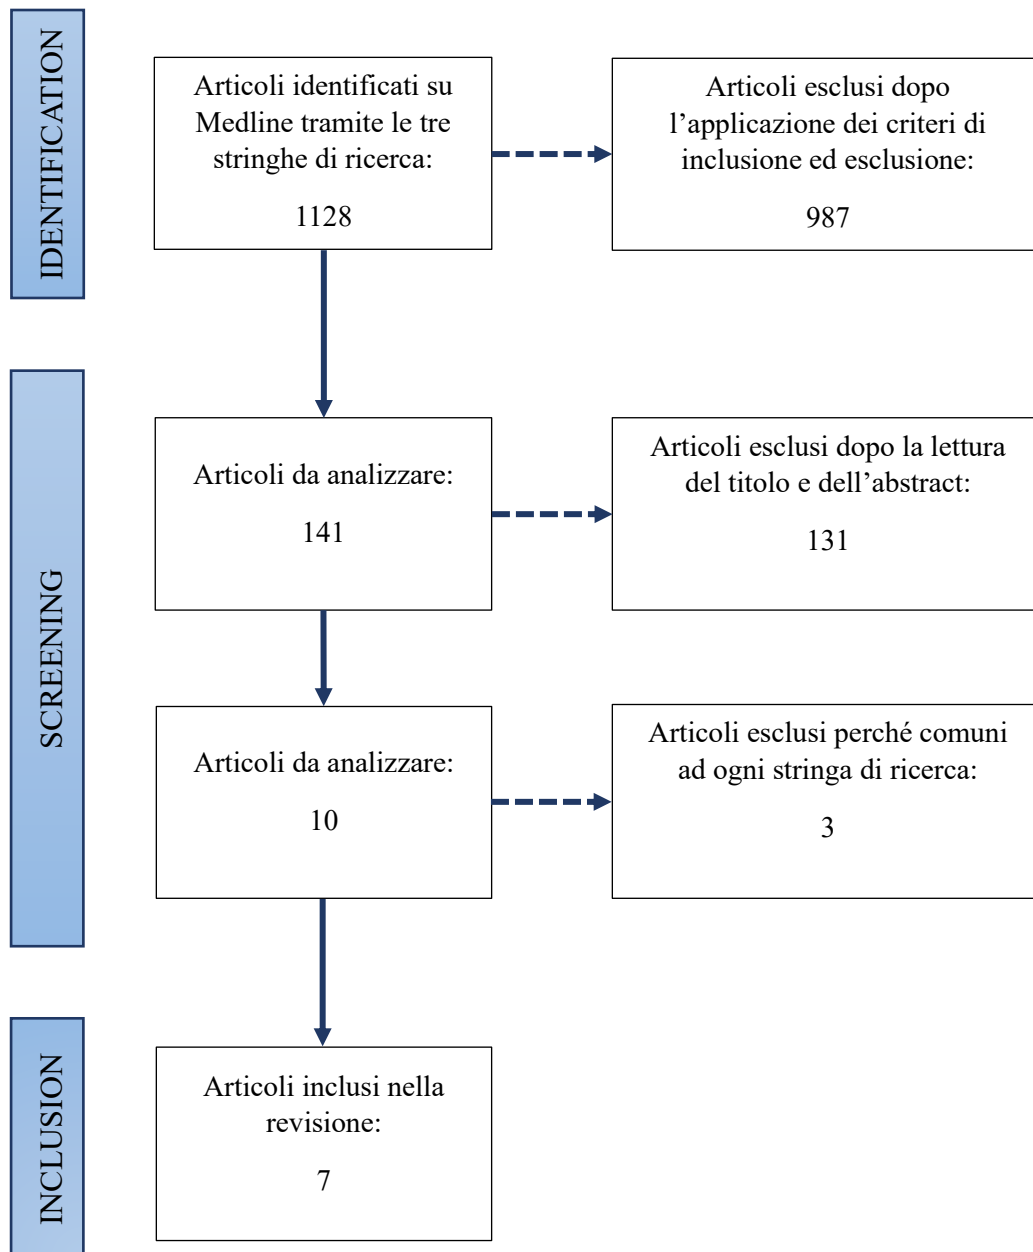 IDENTIFICATION
Articoli identificati su
Medline tramite le tre
stringhe di ricerca:
1128
Articoli esclusi dopo
l’applicazione dei criteri di
inclusione ed esclusione:
987
SCREENING
Articoli da analizzare:
141
Articoli esclusi dopo la lettura
del titolo e dell’abstract:
131
Articoli da analizzare:
10
Articoli esclusi perché comuni
ad ogni stringa di ricerca:
3
INCLUSION
Articoli inclusi nella
revisione:
7